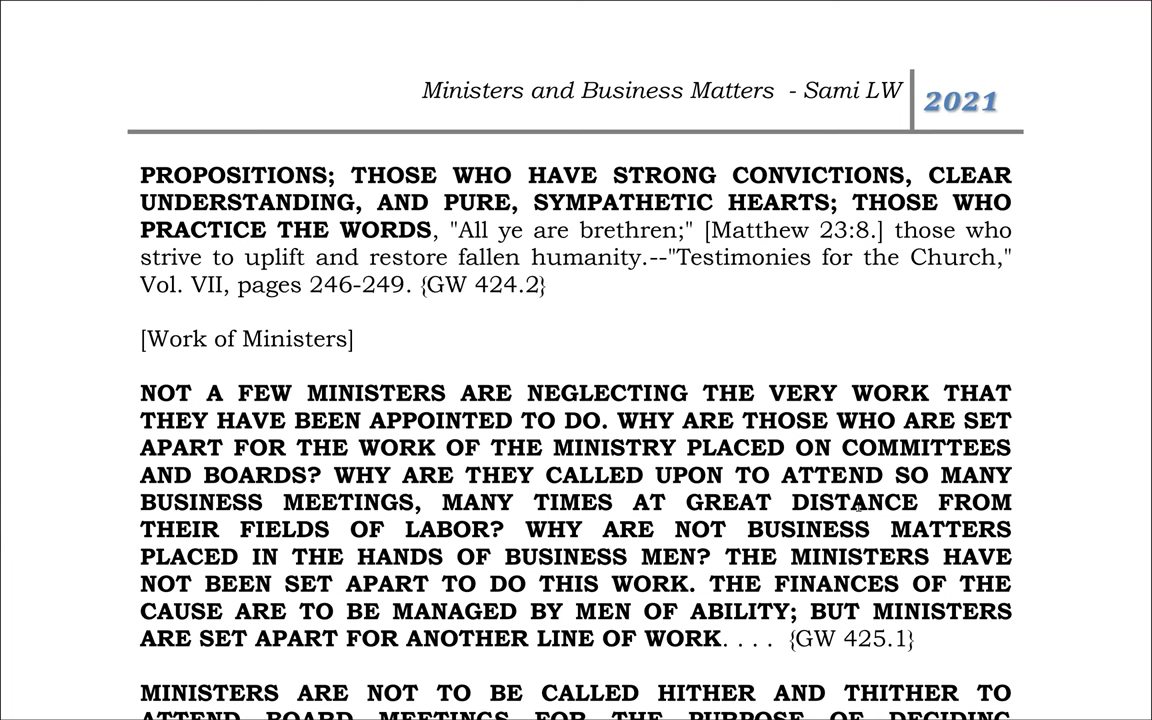 Ministers and Business Matters - Sami LW 2021
PROPOSITIONS; THOSE WHO HAVE STRONG CONVICTIONS, CLEAR
UNDERSTANDING, AND PURE, SYMPATHETIC HEARTS; THOSE WHO
PRACTICE THE WORDS, "All ye are brethren;" [Matthew 23:8.] those who
strive to uplift and restore fallen humanity.--"Testimonies for the Church,"
Vol. VII, pages 246-249. {GW 424.2}
[Work of Ministers]
NOT A FEW MINISTERS ARE NEGLECTING THE VERY WORK THAT
THEY HAVE BEEN APPOINTED TO DO. WHY ARE THOSE WHO ARE SET
APART FOR THE WORK OF THE MINISTRY PLACED ON COMMITTEES
AND BOARDS? WHY ARE THEY CALLED UPON TO ATTEND SO MANY
BUSINESS MEETINGS, MANY TIMES AT GREAT DISTANCE FROM
THEIR FIELDS OF LABOR? WHY ARE NOT BUSINESS MATTERS
PLACED IN THE HANDS OF BUSINESS MEN? THE MINISTERS HAVE
NOT BEEN SET APART TO DO THIS WORK. THE FINANCES OF THE
CAUSE ARE TO BE MANAGED BY MEN OF ABILITY; BUT MINISTERS
ARE SET APART FOR ANOTHER LINE OF WORK. . . . {GW 425.1}
MINISTERS ARE NOT TO BE CALLED HITHER AND THITHER TO
ATTEND BOARD MEETINGS FOR THE PURPOSE OF DECIDING